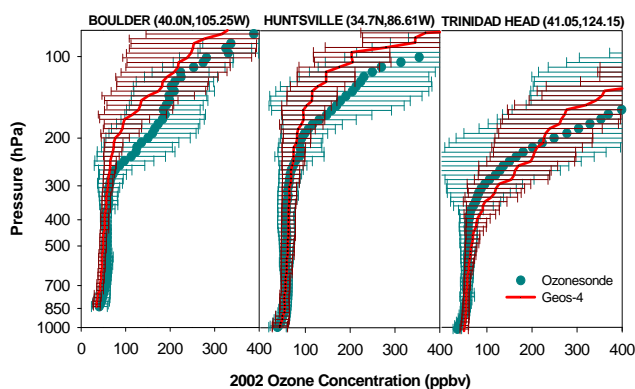 BOULDER (40.0N,105.25W) HUNTSVILLE (34.7N,86.61W) TRINIDAD HEAD (41.05,124.15)
100
200
300
400
500
700
850
1000
Pressure (hPa)
Ozonesonde
Geos-4
0 100 200 300 400 0 100 200 300 400 0 100 200 300 400
2002 Ozone Concentration (ppbv)